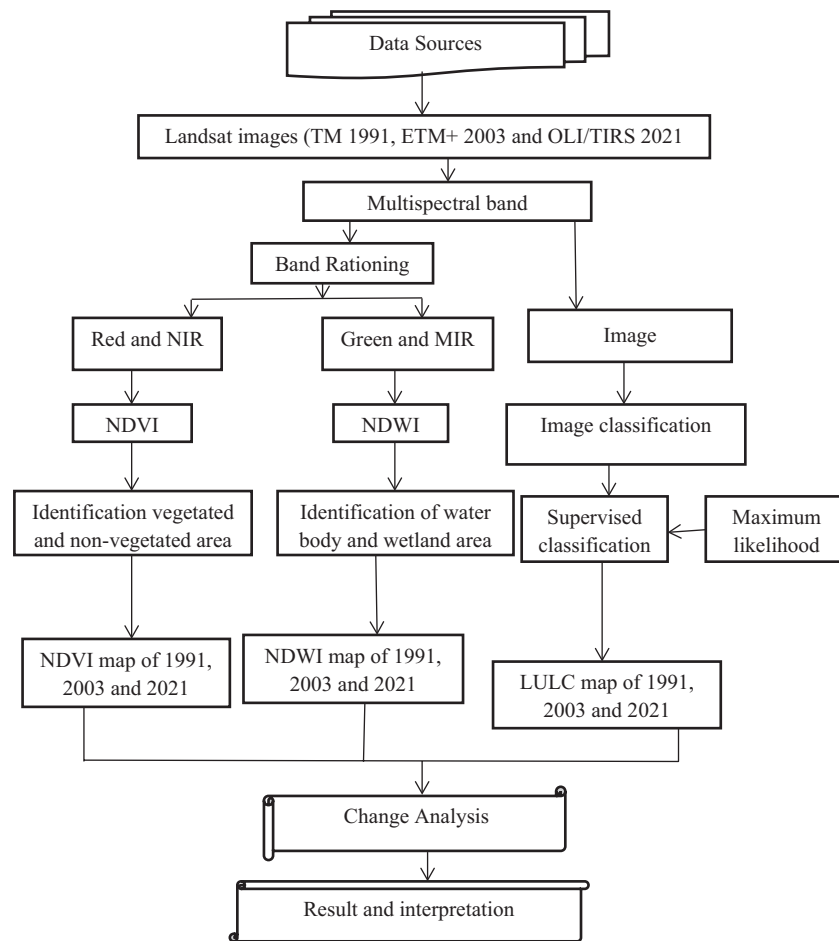 Data Sources
Landsat images (TM 1991, ETM+ 2003 and OLI/TIRS 2021
Multispectral band
Band Rationing
Red and NIR
Green and MIR
Image
NDVI
NDWI
Image classification
Identification vegetated
and non-vegetated area
Identification of water
body and wetland area
Supervised
classification
Maximum
likelihood
NDVI map of 1991,
2003 and 2021
NDWI map of 1991,
2003 and 2021
LULC map of 1991,
2003 and 2021
Change Analysis
Result and interpretation